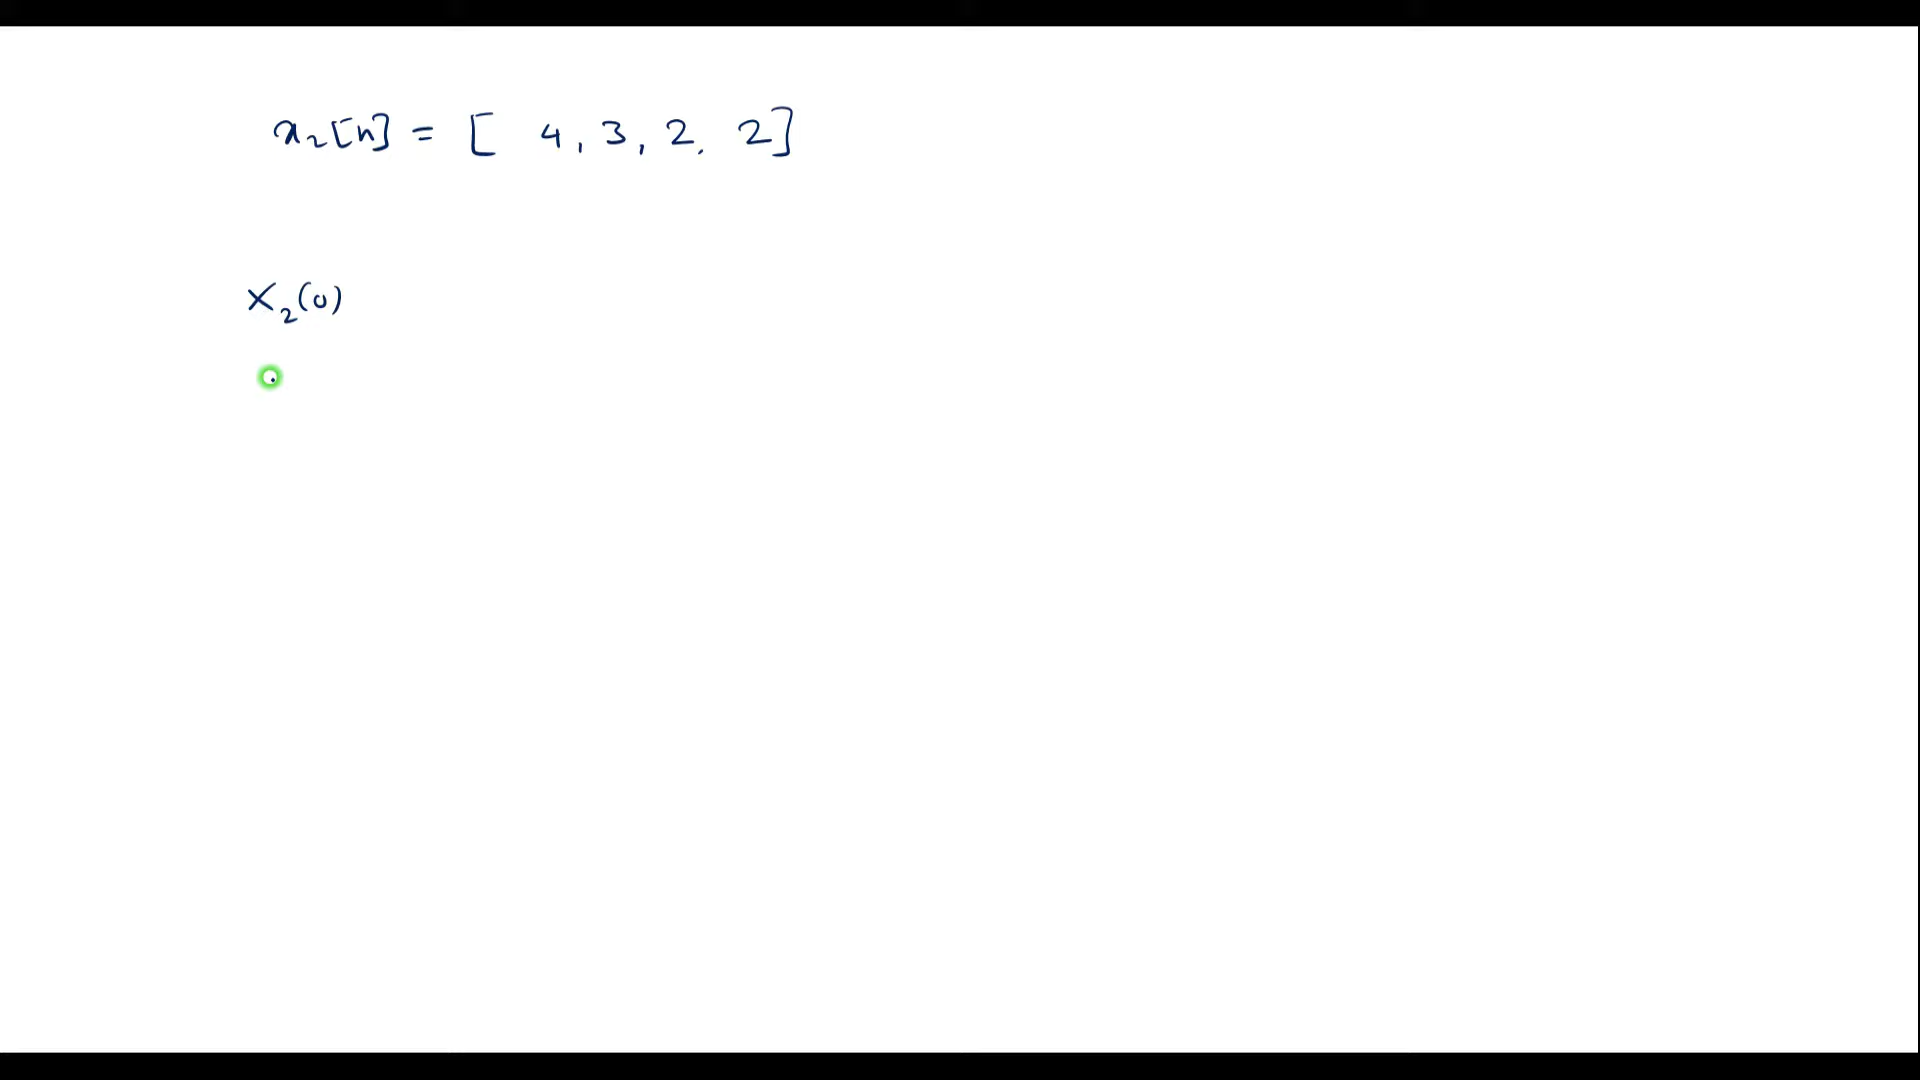 x₂[n] = [ 4, 3, 2. 2]
X₂(0)